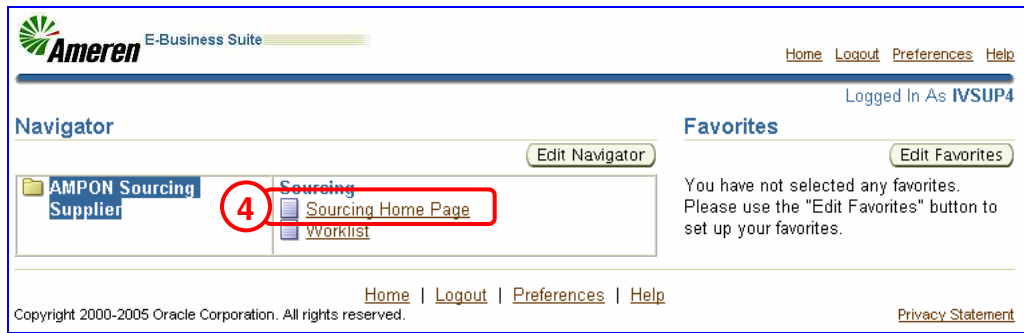 Ameren E-Business Suite
Home Logout Preferences Help
Logged In As IVSUP4
Navigator
Edit Navigator
AMPON Sourcing
Supplier
Sourcing
4
Sourcing Home Page
Worklist
Favorites
Edit Favorites
You have not selected any favorites.
Please use the "Edit Favorites" button to
set up your favorites.
Home | Logout | Preferences | Help
Copyright 2000-2005 Oracle Corporation. All rights reserved.
Privacy Statement